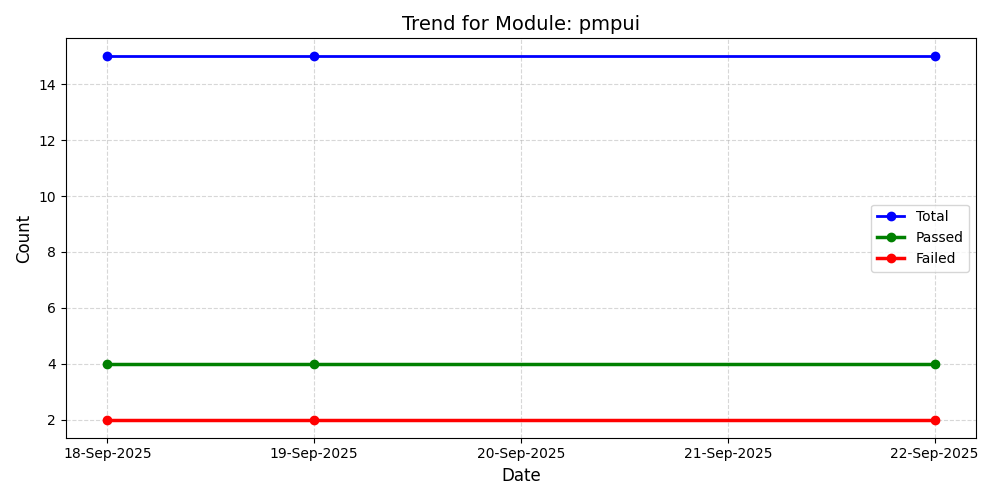 Trend for Module: pmpui
Count
14
12
10
8
6
4
2
Total
Passed
Failed
18-Sep-2025
19-Sep-2025
20-Sep-2025
21-Sep-2025
22-Sep-2025
Date